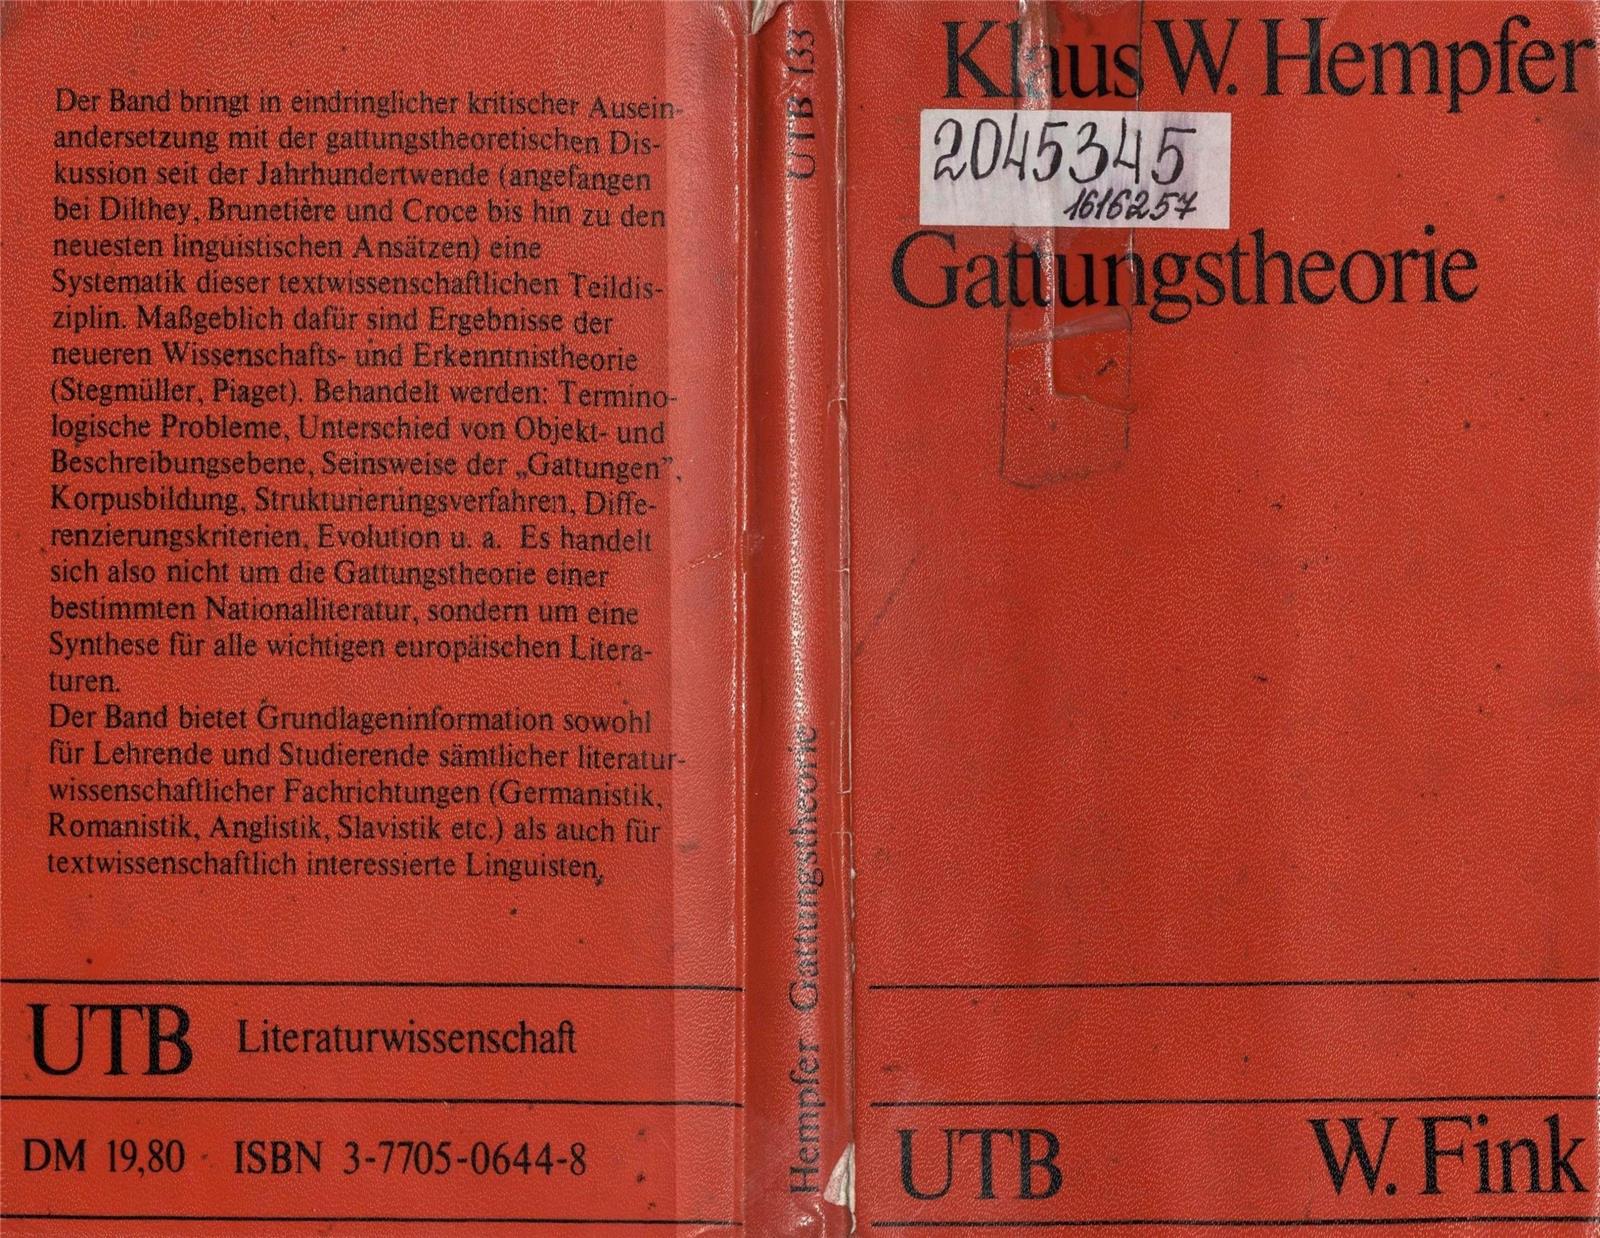 Der Band bringt in eindringlicher kritischer Ausein-
andersetzung mit der gattungstheoretischen Dis-
kussion seit der Jahrhundertwende (angefangen
bei Dilthey, Brunetière und Croce bis hin zu den
neuesten linguistischen Ansätzen) eine
Systematik dieser textwissenschaftlichen Teildis-
ziplin. Maßgeblich dafür sind Ergebnisse der
neueren Wissenschafts- und Erkenntnistheorie
(Stegmüller, Piaget). Behandelt werden: Termino-
logische Probleme, Unterschied von Objekt- und
Beschreibungsebene, Seinsweise der „Gattungen”,
Korpusbildung, Strukturierungsverfahren, Diffe-
renzierungskriterien, Evolution u. a. Es handelt
sich also nicht um die Gattungstheorie einer
bestimmten Nationalliteratur, sondern um eine
Synthese für alle wichtigen europäischen Litera-
turen.
Der Band bietet Grundlageninformation sowohl
für Lehrende und Studierende sämtlicher literatur-
wissenschaftlicher Fachrichtungen (Germanistik,
Romanistik, Anglistik, Slavistik etc.) als auch für
textwissenschaftlich interessierte Linguisten,
UTB Literaturwissenschaft
DM 19,80 ISBN 3-7705-0644-8
Hempfer Gattungstheorie UTB 133
Klaus W. Hempfer
2045345
1616257
Gattungstheorie
UTB W. Fink